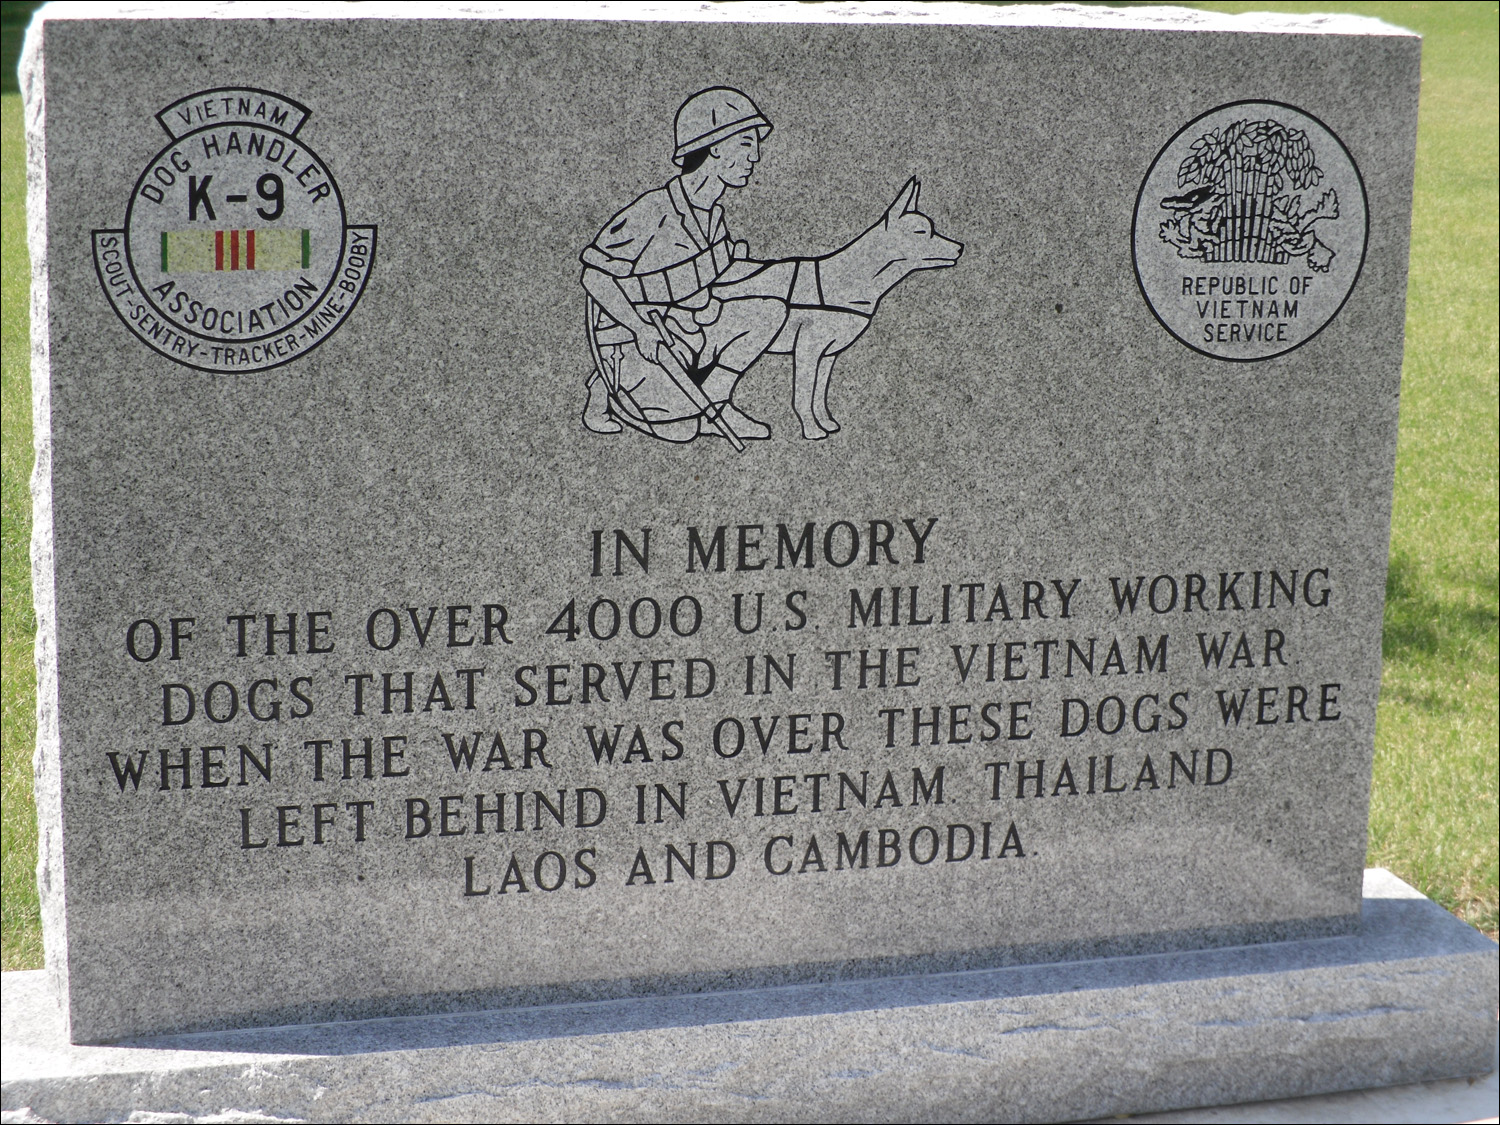 VIETNAM
DOG HANDLER
K-9
ASSOCIATION
SCOUT-SENTRY-TRACKER-MINE-BOOBY
REPUBLIC OF
VIETNAM
SERVICE
IN MEMORY
OF THE OVER 4000 U.S. MILITARY WORKING
DOGS THAT SERVED IN THE VIETNAM WAR.
WHEN THE WAR WAS OVER THESE DOGS WERE
LEFT BEHIND IN VIETNAM. THAILAND
LAOS AND CAMBODIA.